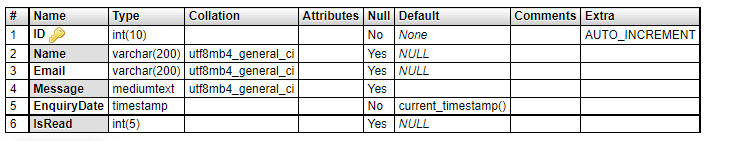 # Name Type Collation Attributes Null Default Comments Extra
1 ID int(10) No None AUTO_INCREMENT
2 Name varchar(200) utf8mb4_general_ci Yes NULL
3 Email varchar(200) utf8mb4_general_ci Yes NULL
4 Message mediumtext utf8mb4_general_ci Yes
5 EnquiryDate timestamp No current_timestamp()
6 IsRead int(5) Yes NULL